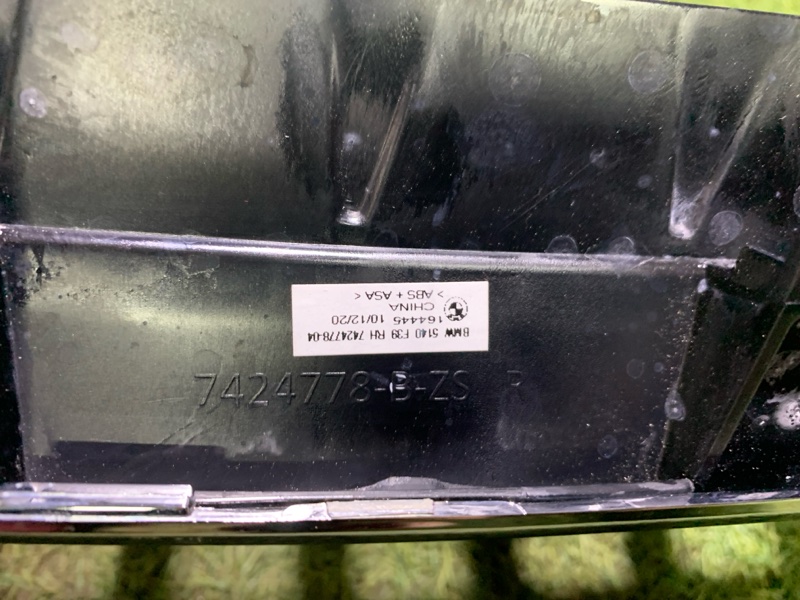 BMW 5140 F39 RH 7424778-04
164445 10/12/20
CHINA
> ABS + ASA <
7424778-B-ZS R